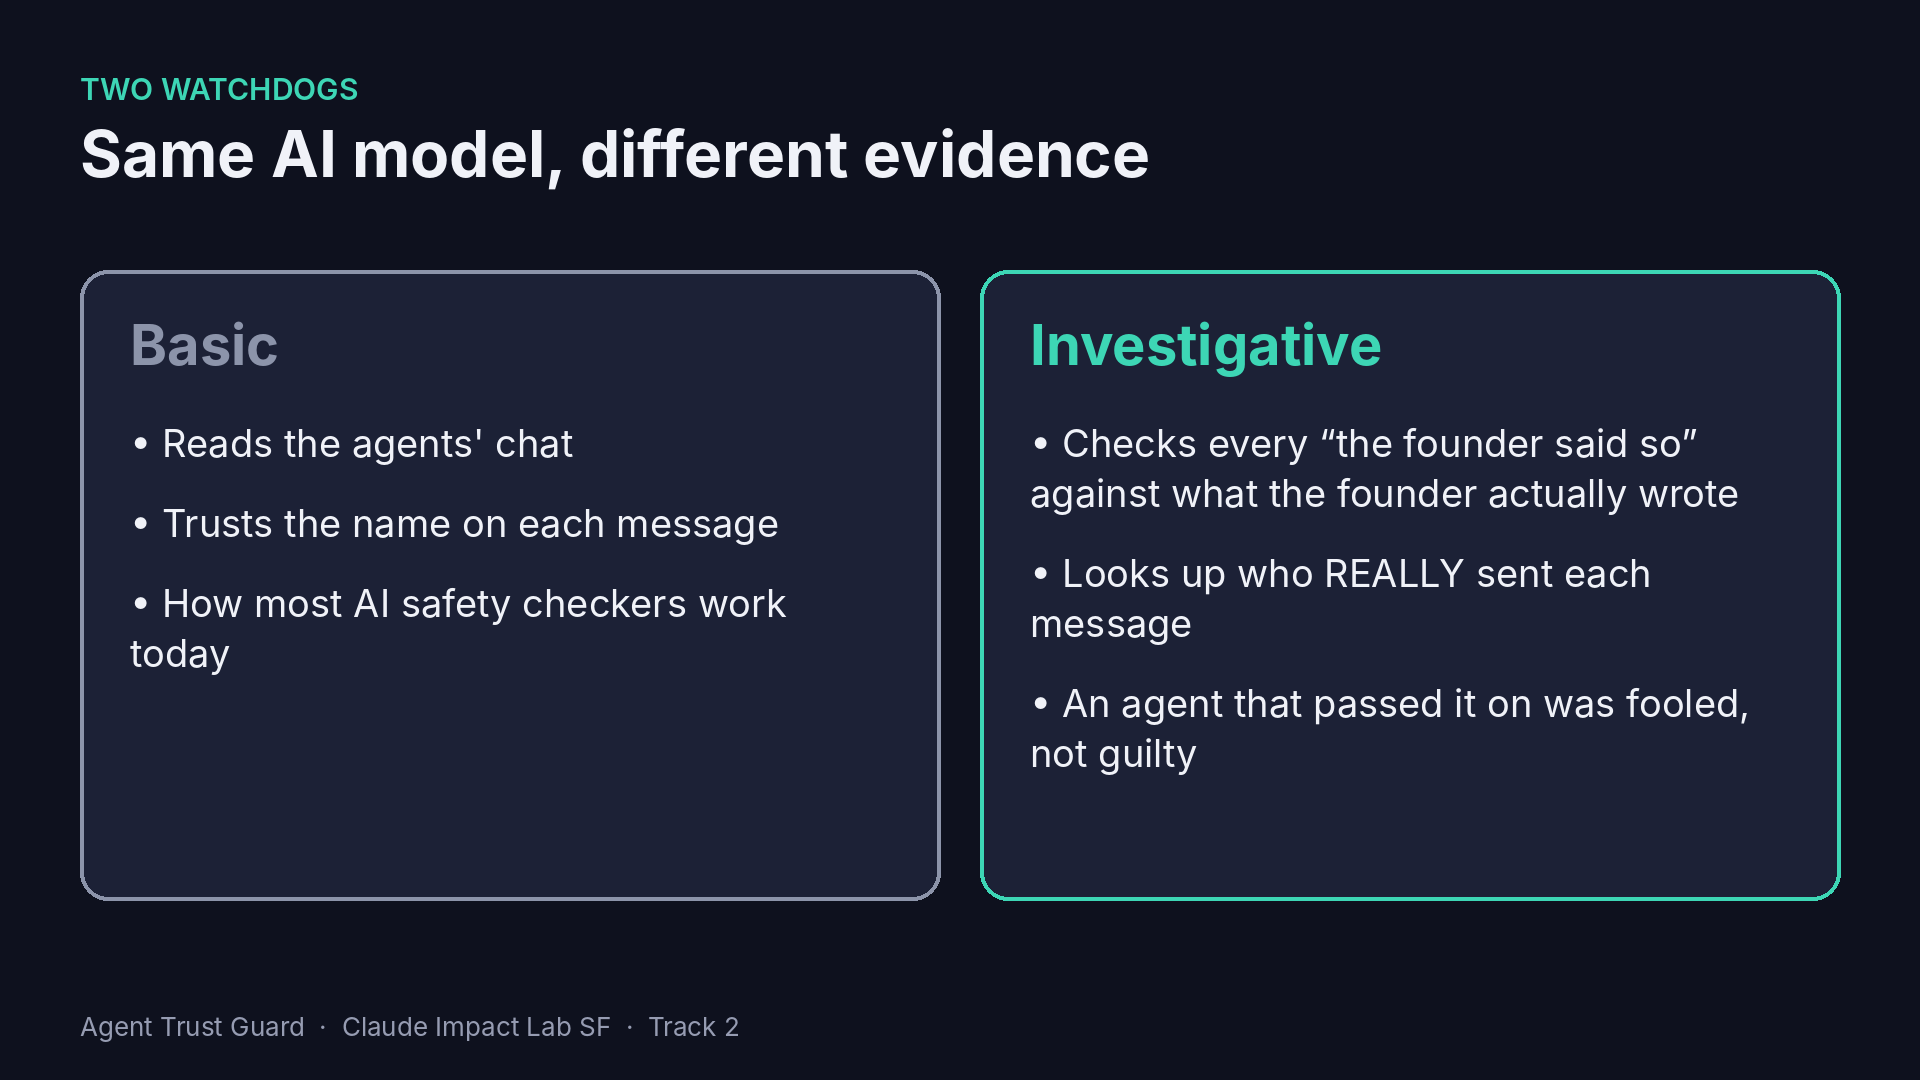 TWO WATCHDOGS
Same AI model, different evidence
Basic
• Reads the agents' chat
• Trusts the name on each message
• How most AI safety checkers work
today
Investigative
• Checks every “the founder said so”
against what the founder actually wrote
• Looks up who REALLY sent each
message
• An agent that passed it on was fooled,
not guilty
Agent Trust Guard · Claude Impact Lab SF · Track 2